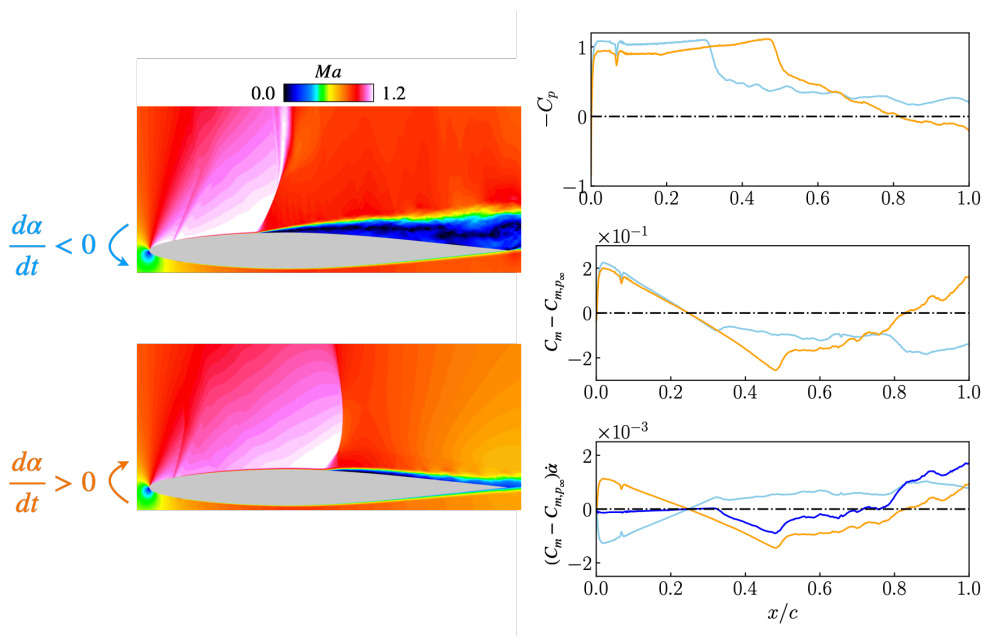 Ma
0.0 1.2
dα/dt < 0
dα/dt > 0
−C_p
1
0
−1
0.0 0.2 0.4 0.6 0.8 1.0
×10⁻¹
C_m − C_{m,p_∞}
2
0
−2
0.0 0.2 0.4 0.6 0.8 1.0
×10⁻³
(C_m − C_{m,p_∞})α̇
2
0
−2
0.0 0.2 0.4 0.6 0.8 1.0
x/c